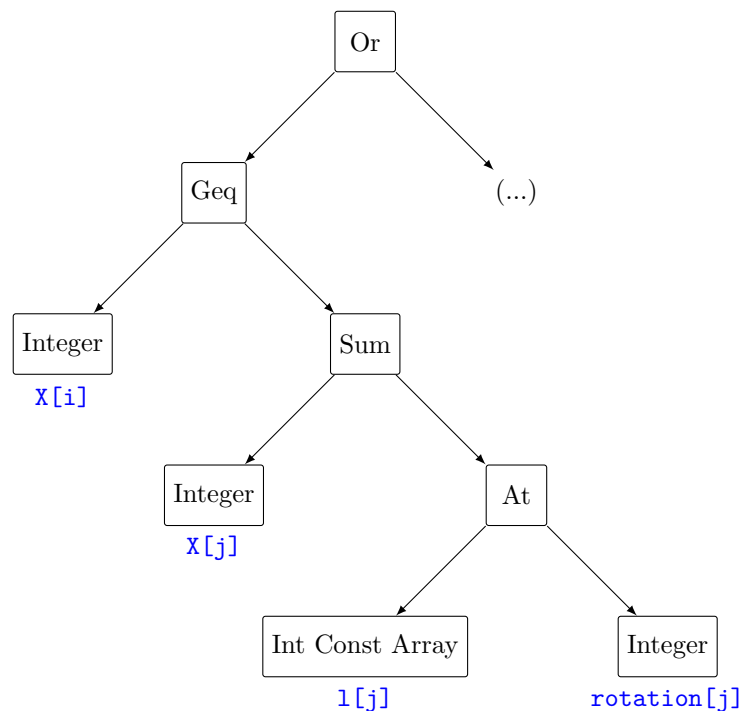 Or
Geq
(...)
Integer
Sum
X[i]
Integer
At
X[j]
Int Const Array
Integer
l[j]
rotation[j]